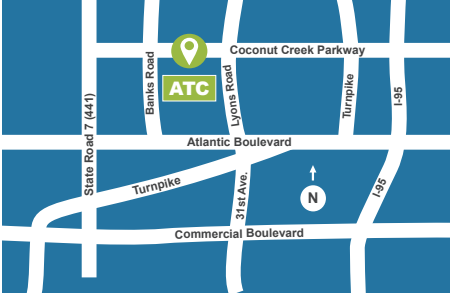 Coconut Creek Parkway
Banks Road
ATC
Lyons Road
Turnpike
I-95
State Road 7 (441)
Atlantic Boulevard
Turnpike
31st Ave.
N
I-95
Commercial Boulevard